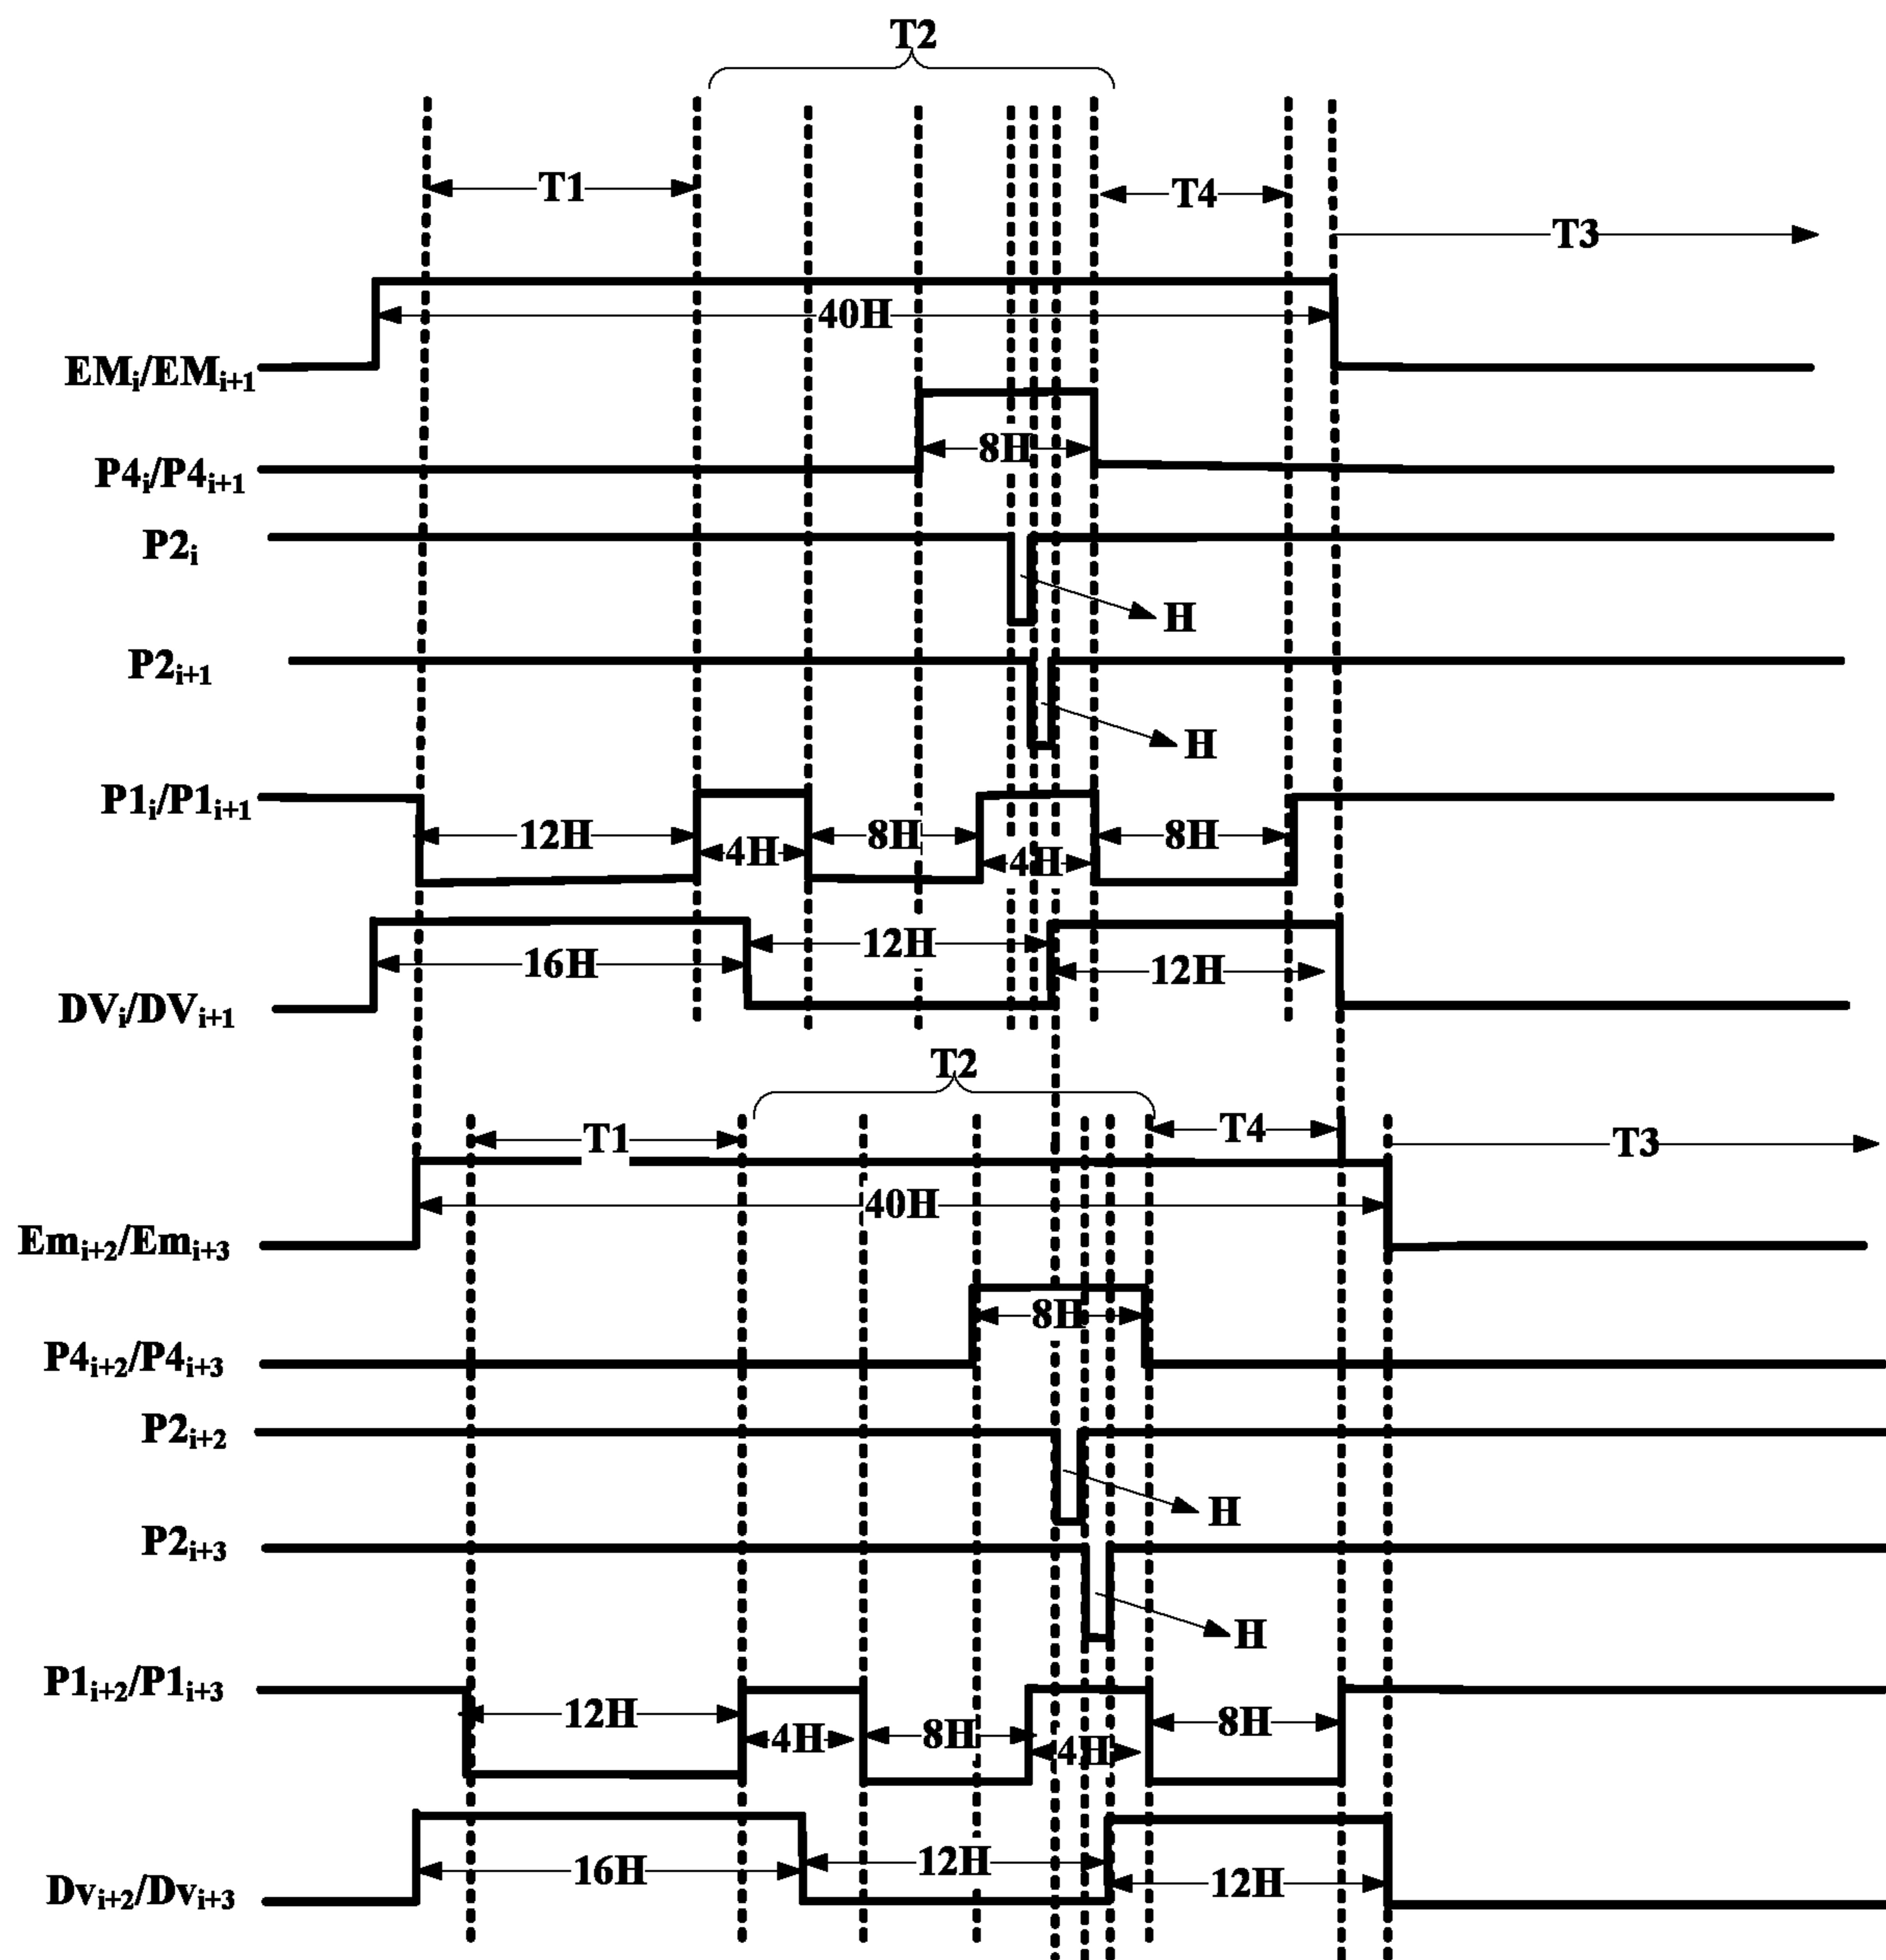 T2
T1
T4
T3
40H
EMi/EMi+1
8H
P4i/P4i+1
P2i
H
P2i+1
H
P1i/P1i+1
12H
4H
8H
4H
8H
DVi/DVi+1
16H
12H
12H
T2
T1
T4
T3
40H
Emi+2/Emi+3
8H
P4i+2/P4i+3
P2i+2
H
P2i+3
H
P1i+2/P1i+3
12H
4H
8H
4H
8H
Dvi+2/Dvi+3
16H
12H
12H